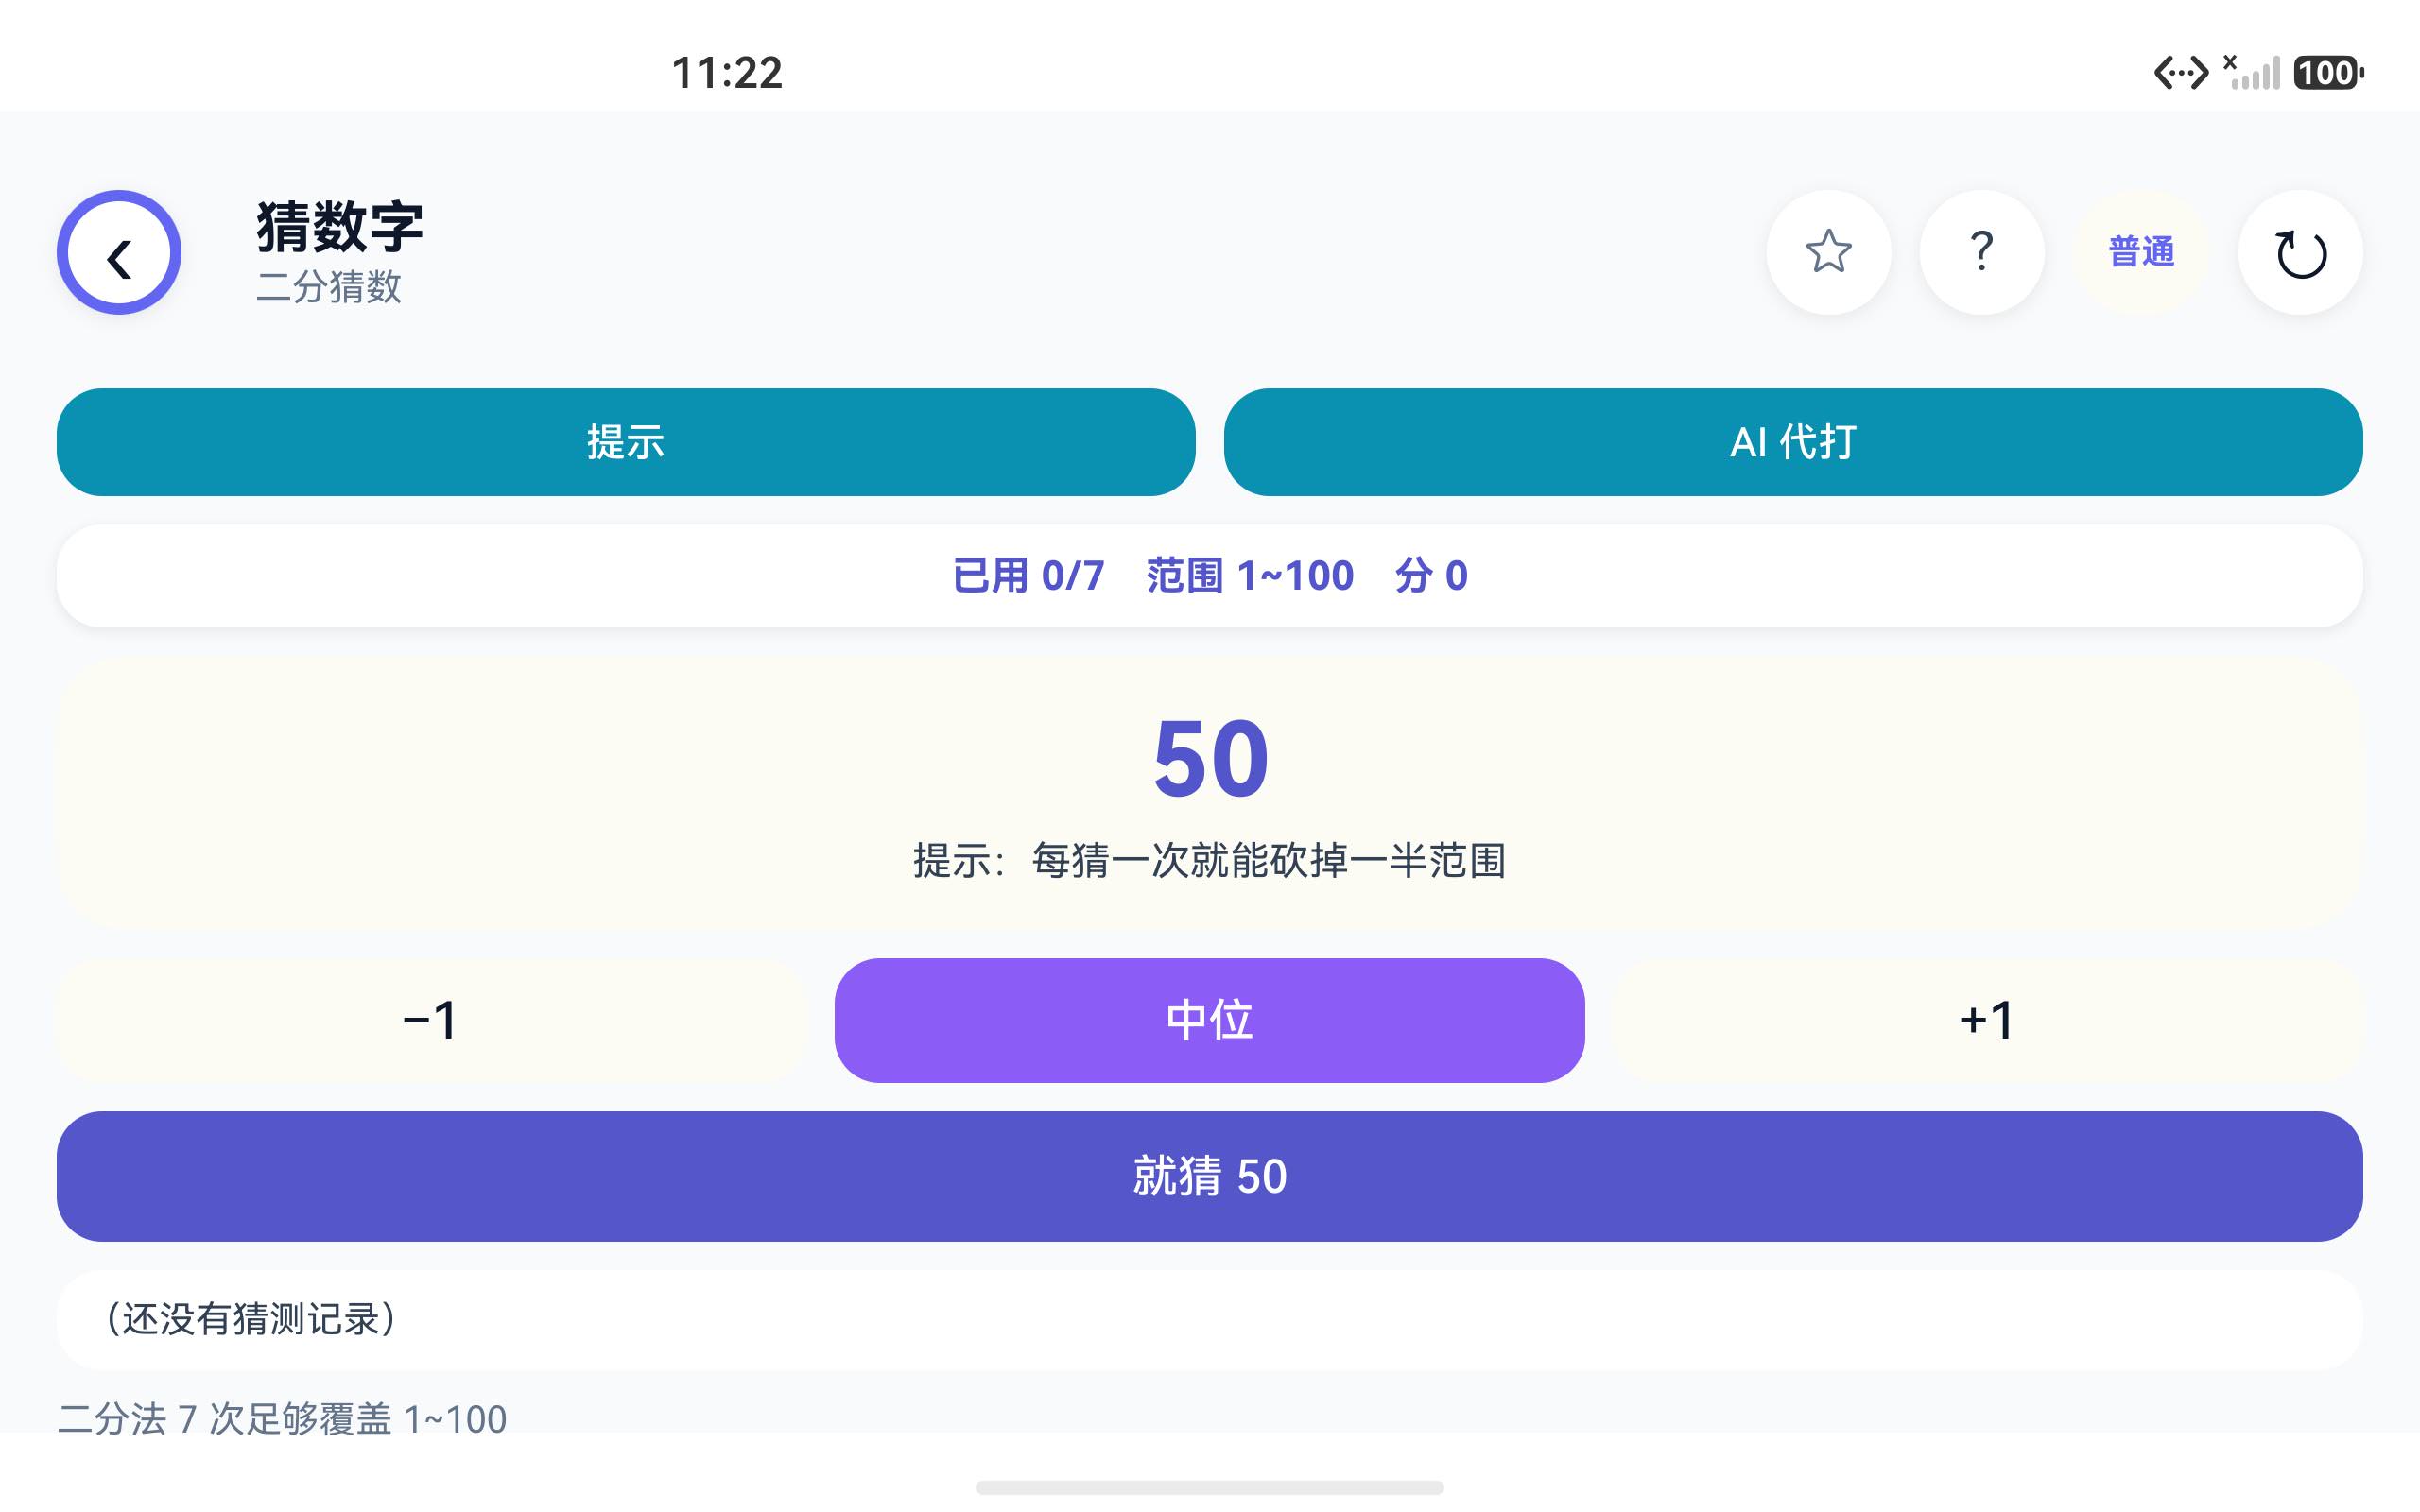 11:22
100
猜数字
二分猜数
?
普通
提示
AI 代打
已用 0/7 范围 1~100 分 0
50
提示：每猜一次就能砍掉一半范围
−1
中位
+1
就猜 50
（还没有猜测记录）
二分法 7 次足够覆盖 1~100